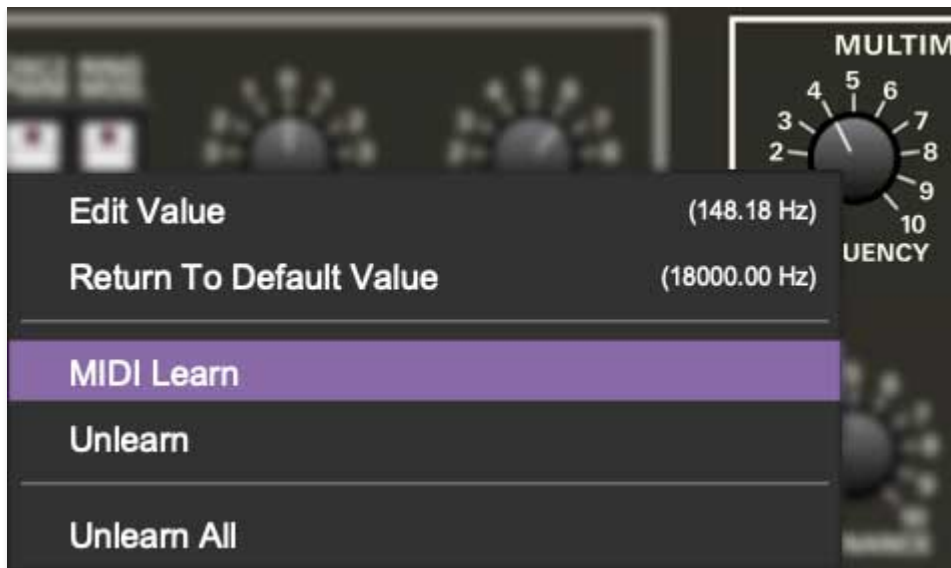 MULTIM
4 5 6
3 7
2 8
9
10
UENCY
Edit Value (148.18 Hz)
Return To Default Value (18000.00 Hz)
MIDI Learn
Unlearn
Unlearn All